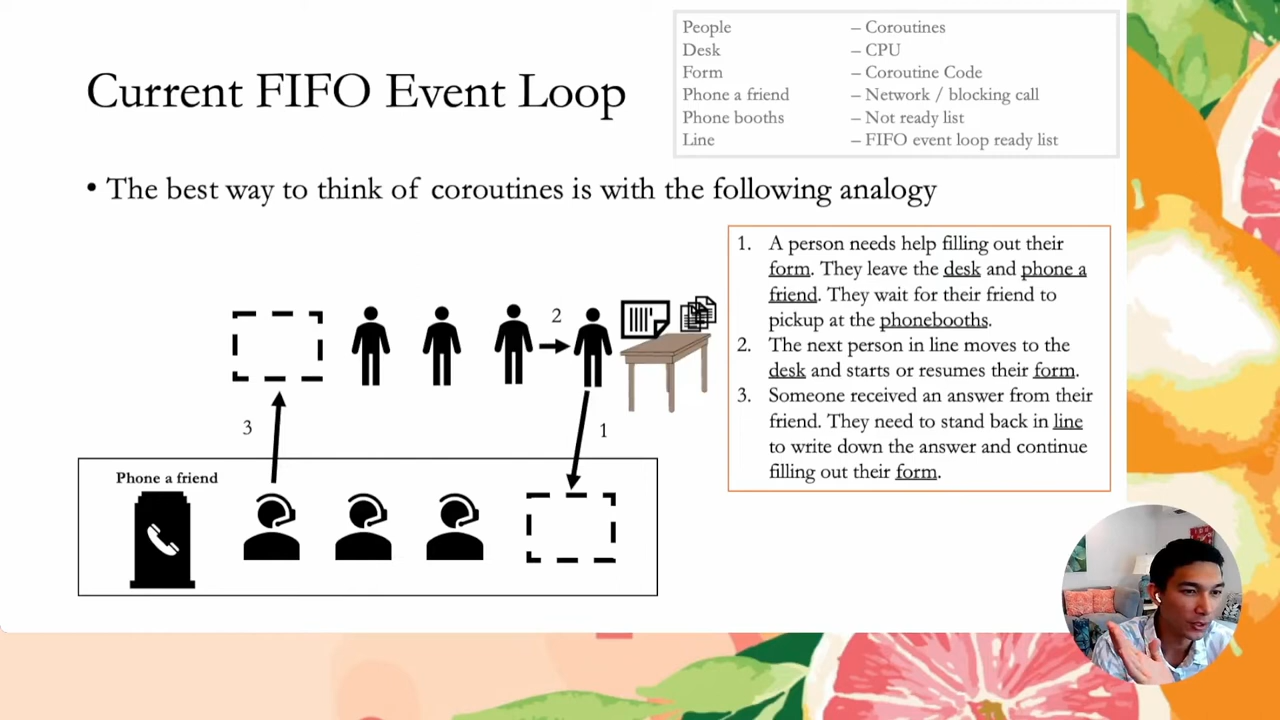 People – Coroutines
Desk – CPU
Form – Coroutine Code
Phone a friend – Network / blocking call
Phone booths – Not ready list
Line – FIFO event loop ready list
Current FIFO Event Loop
• The best way to think of coroutines is with the following analogy
1. A person needs help filling out their
form. They leave the desk and phone a
friend. They wait for their friend to
pickup at the phonebooths.
2. The next person in line moves to the
desk and starts or resumes their form.
3. Someone received an answer from their
friend. They need to stand back in line
to write down the answer and continue
filling out their form.
2
3
1
Phone a friend